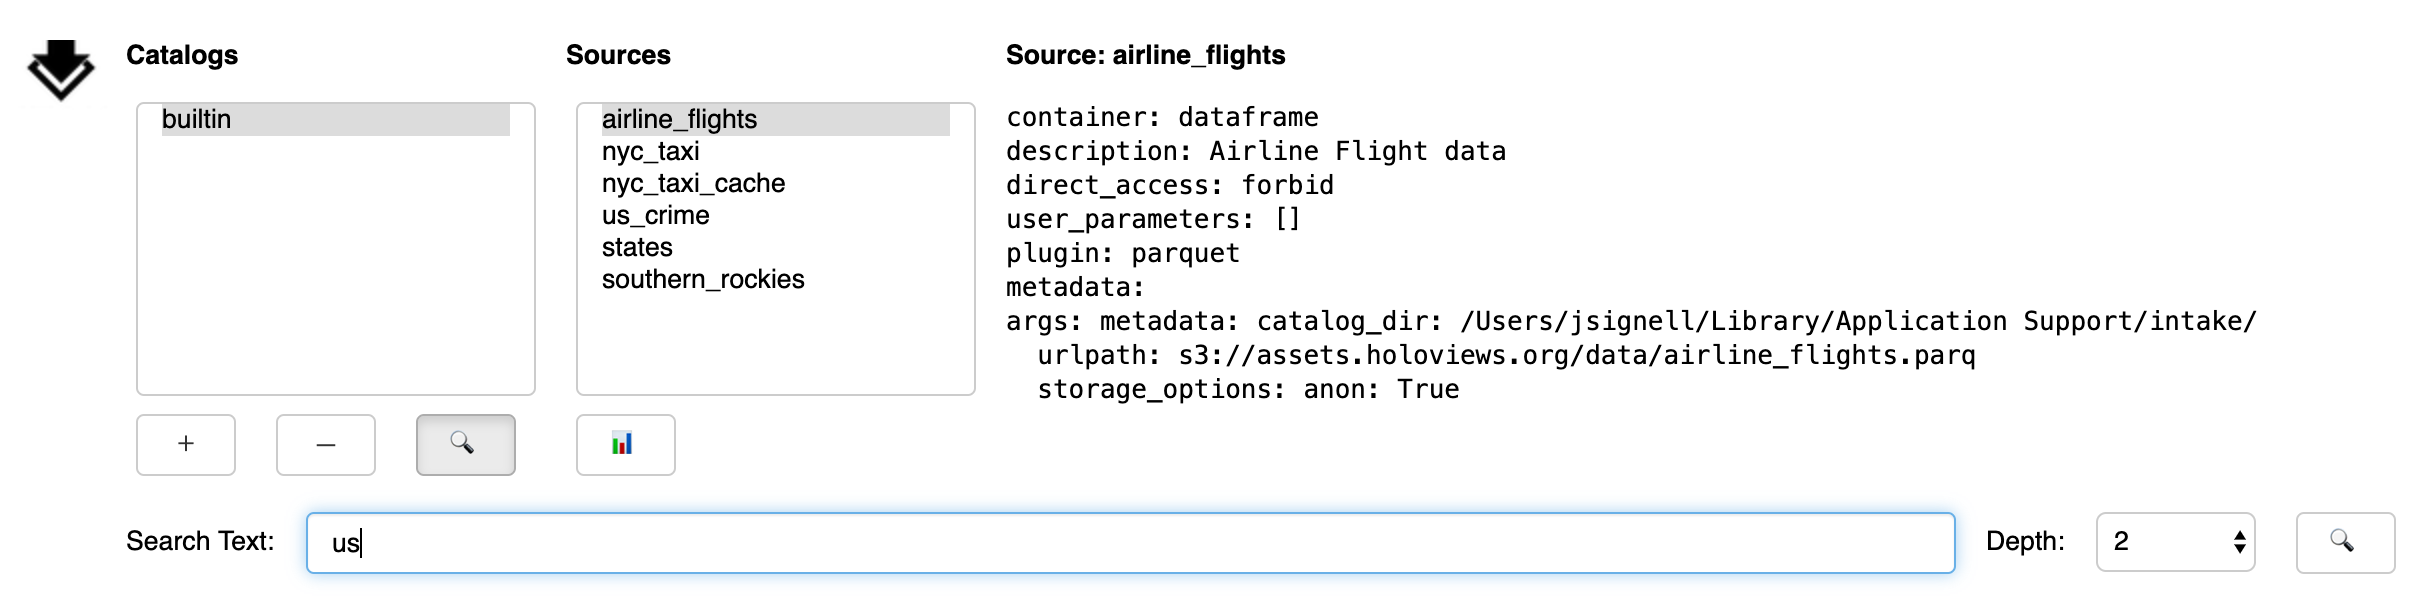 Catalogs
Sources
Source: airline_flights
builtin
airline_flights
nyc_taxi
nyc_taxi_cache
us_crime
states
southern_rockies
container: dataframe
description: Airline Flight data
direct_access: forbid
user_parameters: []
plugin: parquet
metadata:
args: metadata: catalog_dir: /Users/jsignell/Library/Application Support/intake/
  urlpath: s3://assets.holoviews.org/data/airline_flights.parq
  storage_options: anon: True
+
–
Search Text:
us
Depth:
2